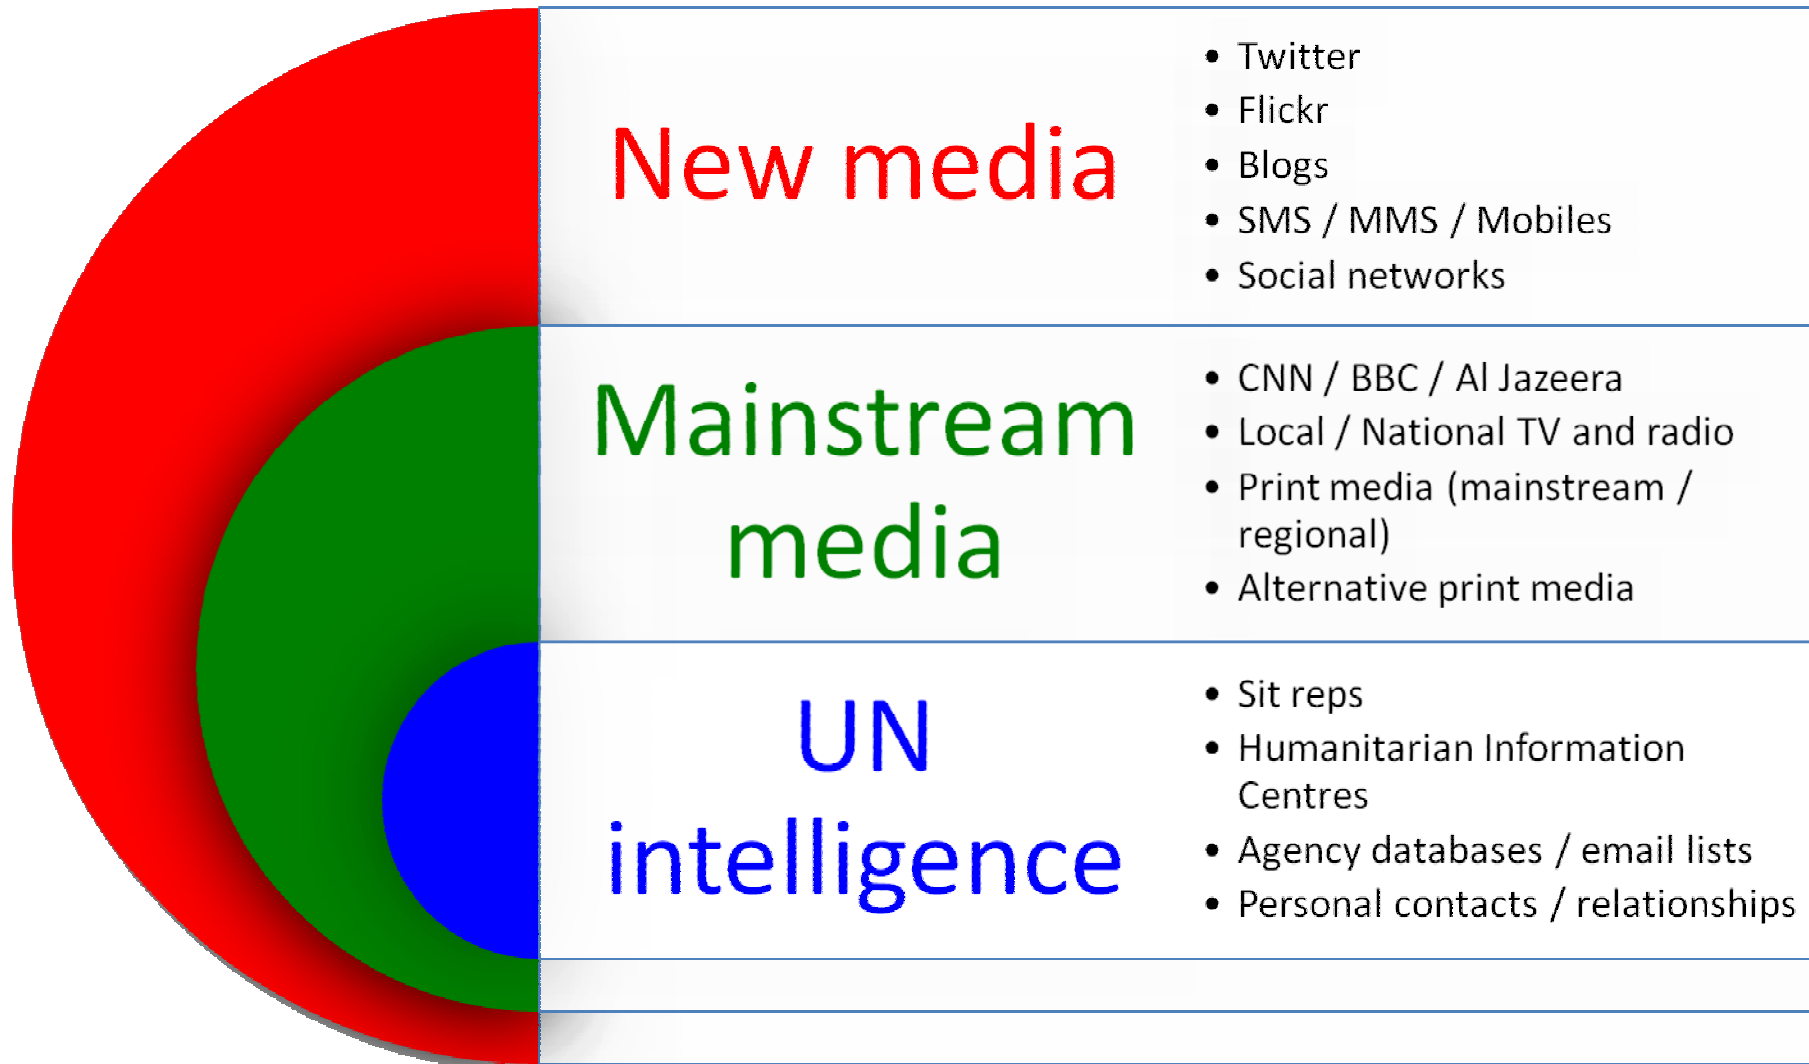 New media
• Twitter
• Flickr
• Blogs
• SMS / MMS / Mobiles
• Social networks
Mainstream
media
• CNN / BBC / Al Jazeera
• Local / National TV and radio
• Print media (mainstream /
regional)
• Alternative print media
UN
intelligence
• Sit reps
• Humanitarian Information
Centres
• Agency databases / email lists
• Personal contacts / relationships